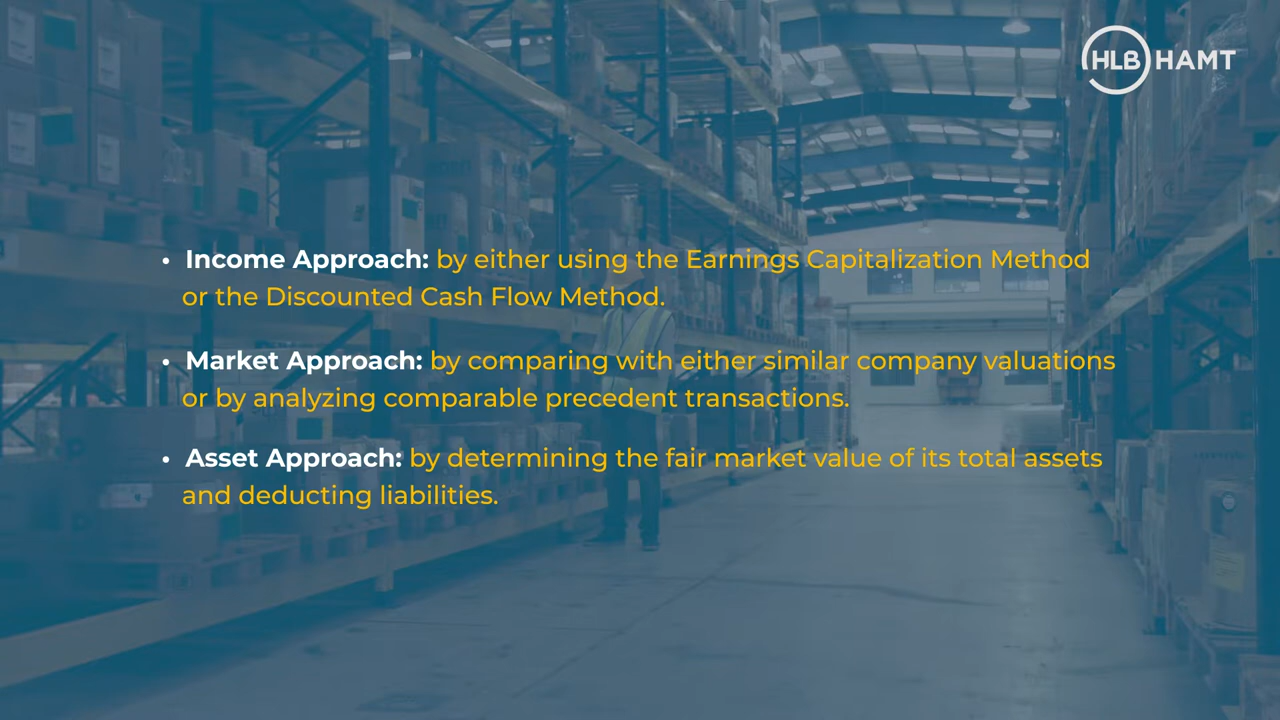 HLB HAMT
• Income Approach: by either using the Earnings Capitalization Method
or the Discounted Cash Flow Method.
• Market Approach: by comparing with either similar company valuations
or by analyzing comparable precedent transactions.
• Asset Approach: by determining the fair market value of its total assets
and deducting liabilities.